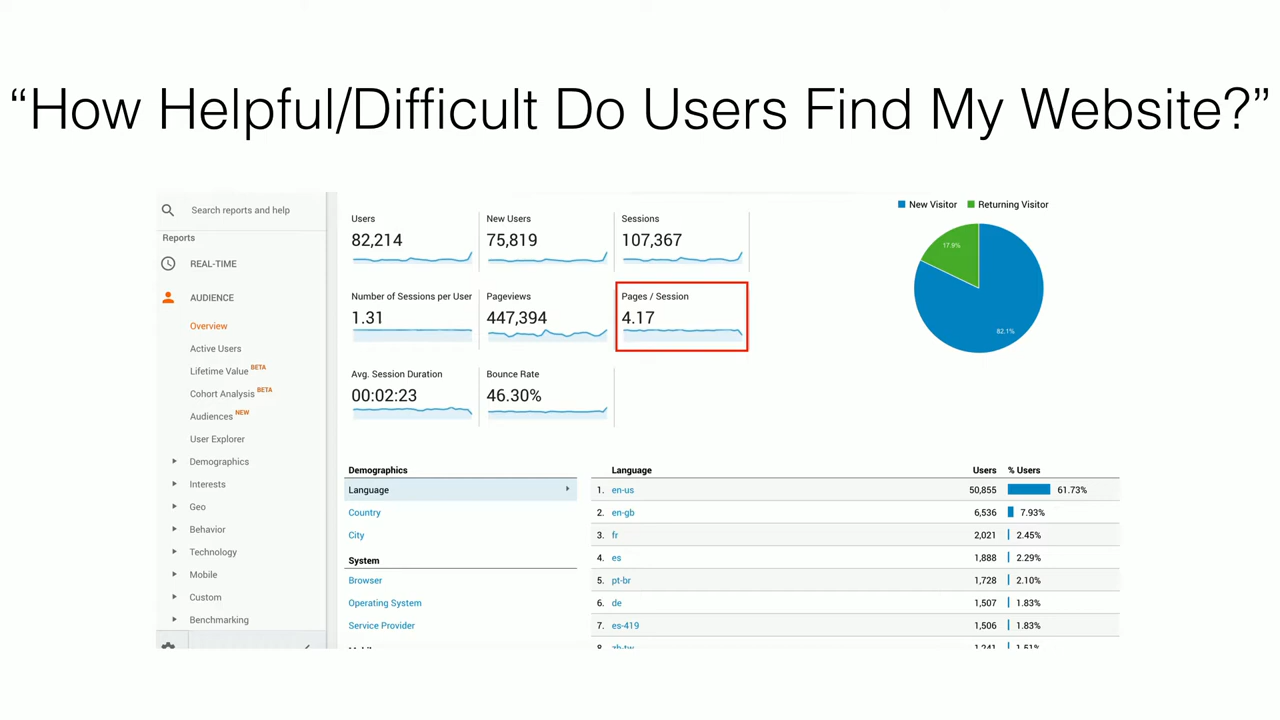 “How Helpful/Difficult Do Users Find My Website?”
Search reports and help
Reports
REAL-TIME
AUDIENCE
Overview
Active Users
Lifetime Value BETA
Cohort Analysis BETA
Audiences NEW
User Explorer
Demographics
Interests
Geo
Behavior
Technology
Mobile
Custom
Benchmarking
Users
82,214
New Users
75,819
Sessions
107,367
Number of Sessions per User
1.31
Pageviews
447,394
Pages / Session
4.17
Avg. Session Duration
00:02:23
Bounce Rate
46.30%
New Visitor Returning Visitor
17.9%
82.1%
Demographics
Language
Country
City
System
Browser
Operating System
Service Provider
Language Users % Users
1. en-us 50,855 61.73%
2. en-gb 6,536 7.93%
3. fr 2,021 2.45%
4. es 1,888 2.29%
5. pt-br 1,728 2.10%
6. de 1,507 1.83%
7. es-419 1,506 1.83%
8. zh-tw 1,241 1.51%